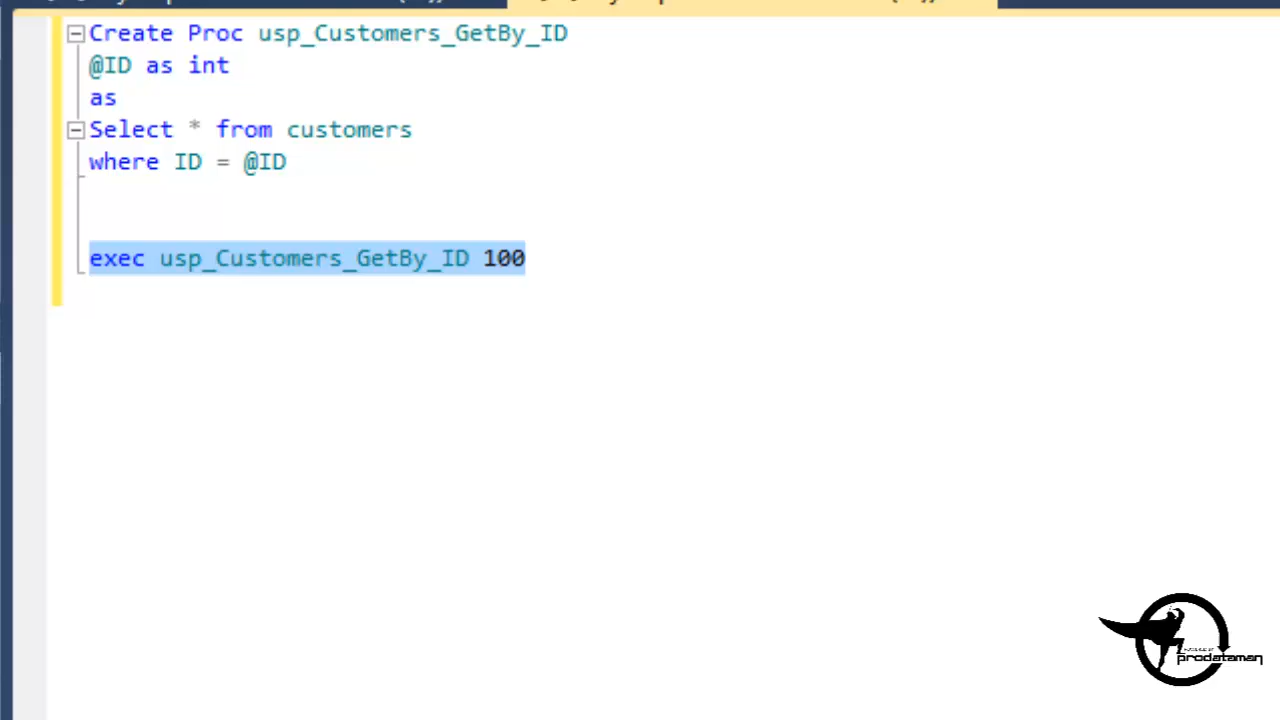 Create Proc usp_Customers_GetBy_ID
@ID as int
as
Select * from customers
where ID = @ID
exec usp_Customers_GetBy_ID 100
prodataman